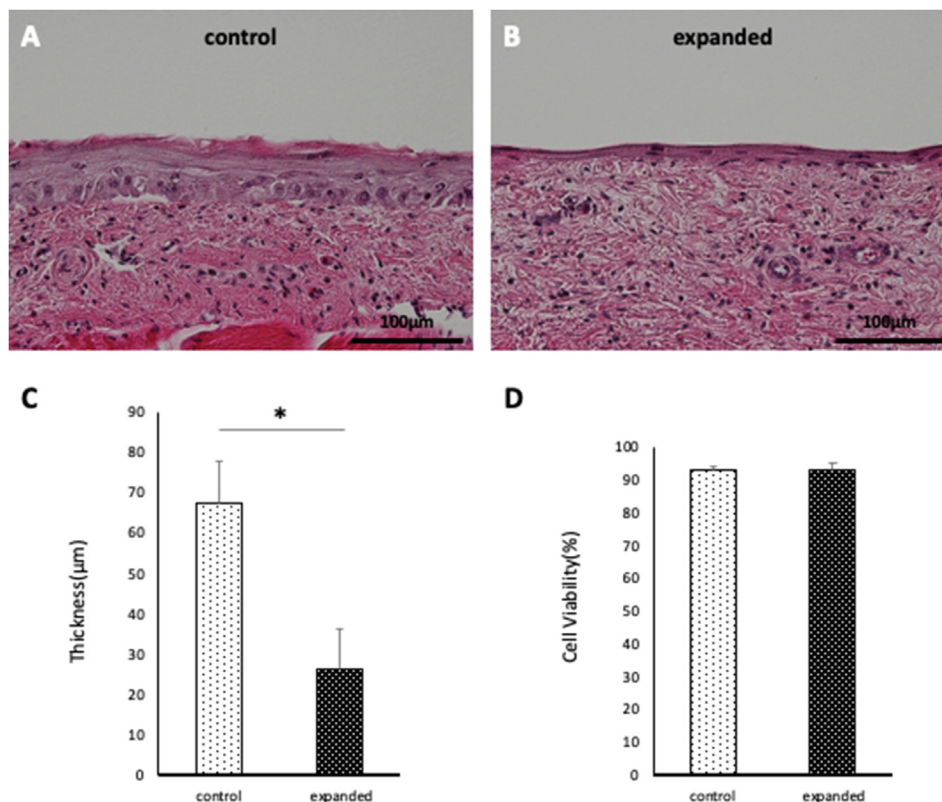 A
control
100μm
B
expanded
100μm
C
*
90
80
70
60
50
40
30
20
10
0
Thickness(μm)
control
expanded
D
100
90
80
70
60
50
40
30
20
10
0
Cell Viability(%)
control
expanded